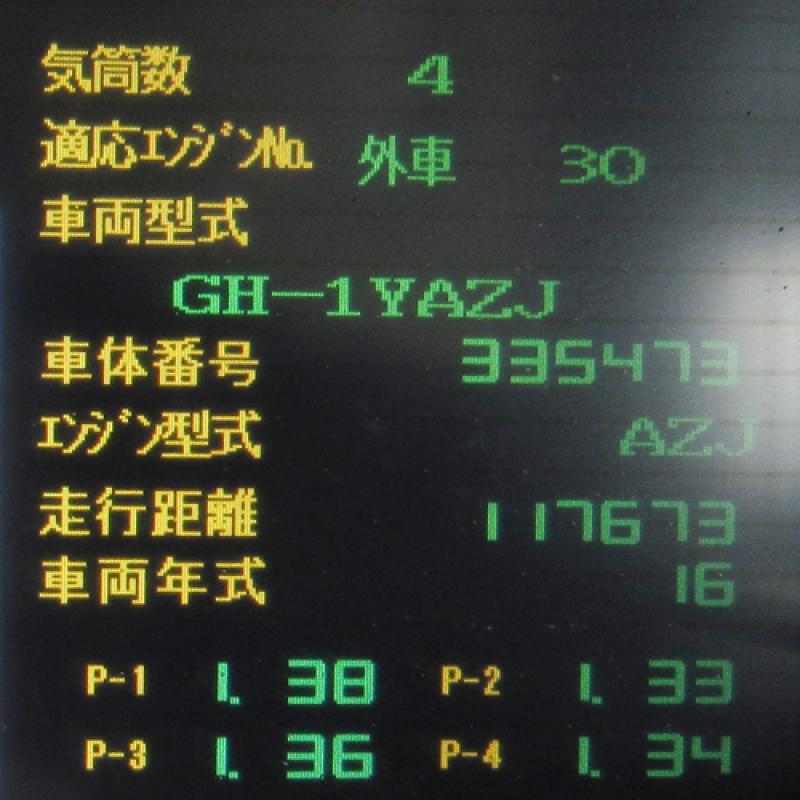 気筒数 4
適応ｴﾝｼﾞﾝNo. 外車 30
車両型式
GH-1YAZJ
車体番号 335473
ｴﾝｼﾞﾝ型式 AZJ
走行距離 117673
車両年式 16
P-1 1. 38 P-2 1. 33
P-3 1. 36 P-4 1. 34